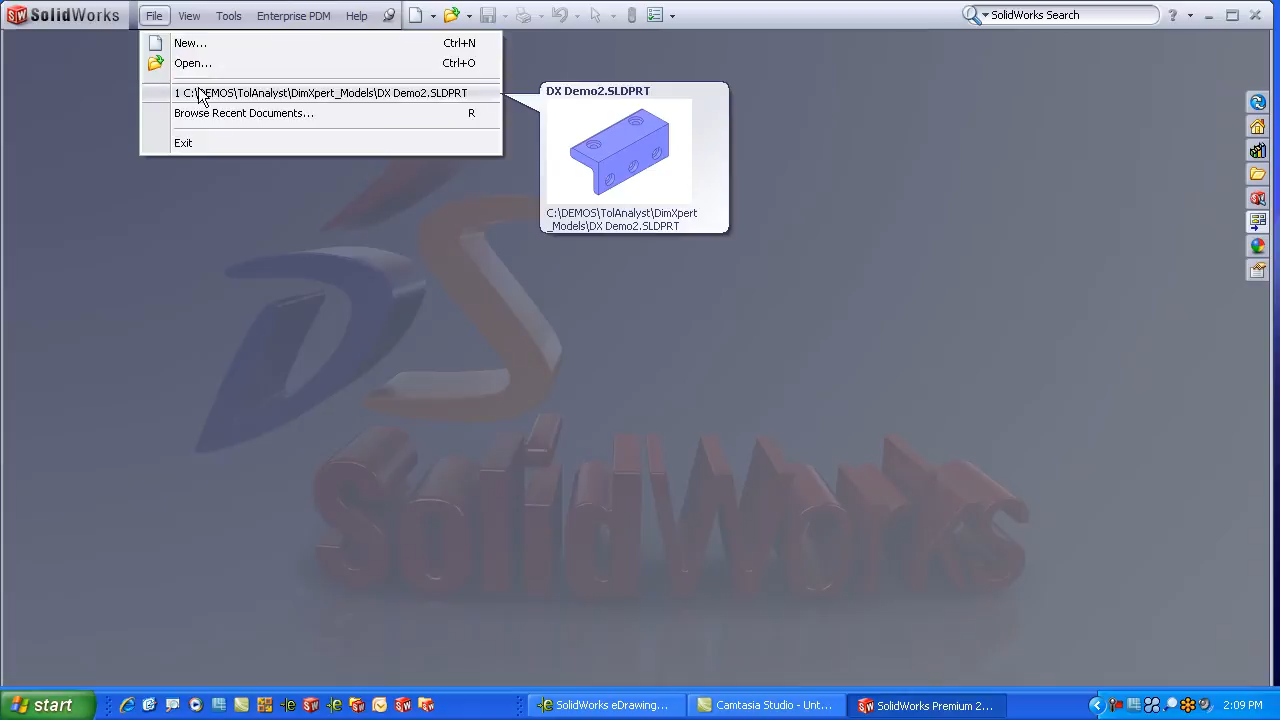 SolidWorks File View Tools Enterprise PDM Help SolidWorks Search ?
New... Ctrl+N
Open... Ctrl+O
1 C:\DEMOS\TolAnalyst\DimXpert_Models\DX Demo2.SLDPRT
Browse Recent Documents... R
Exit
DX Demo2.SLDPRT
C:\DEMOS\TolAnalyst\DimXpert
_Models\DX Demo2.SLDPRT
SolidWorks
start SolidWorks eDrawing... Camtasia Studio - Unt... SolidWorks Premium 2... 2:09 PM